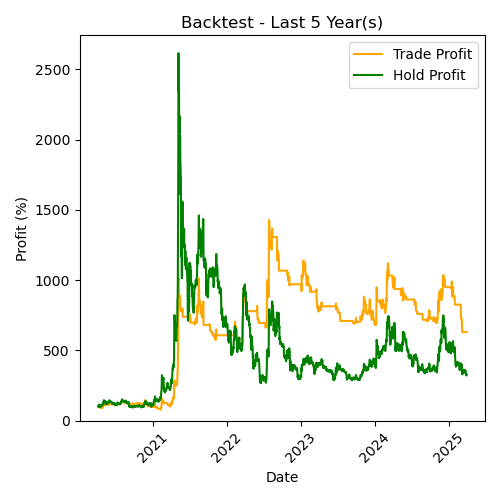 Backtest - Last 5 Year(s)
Trade Profit
Hold Profit
Profit (%)
2500
2000
1500
1000
500
0
2021
2022
2023
2024
2025
Date